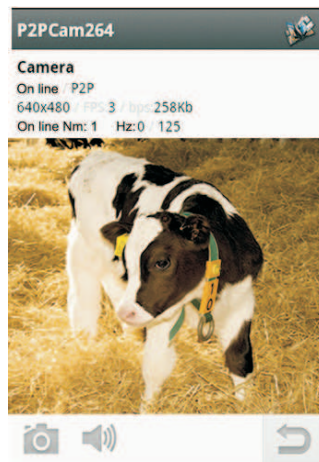 P2PCam264
Camera
On line / P2P
640x480 / FPS: 3 / bps: 258Kb
On line Nm: 1 Hz: 0 / 125